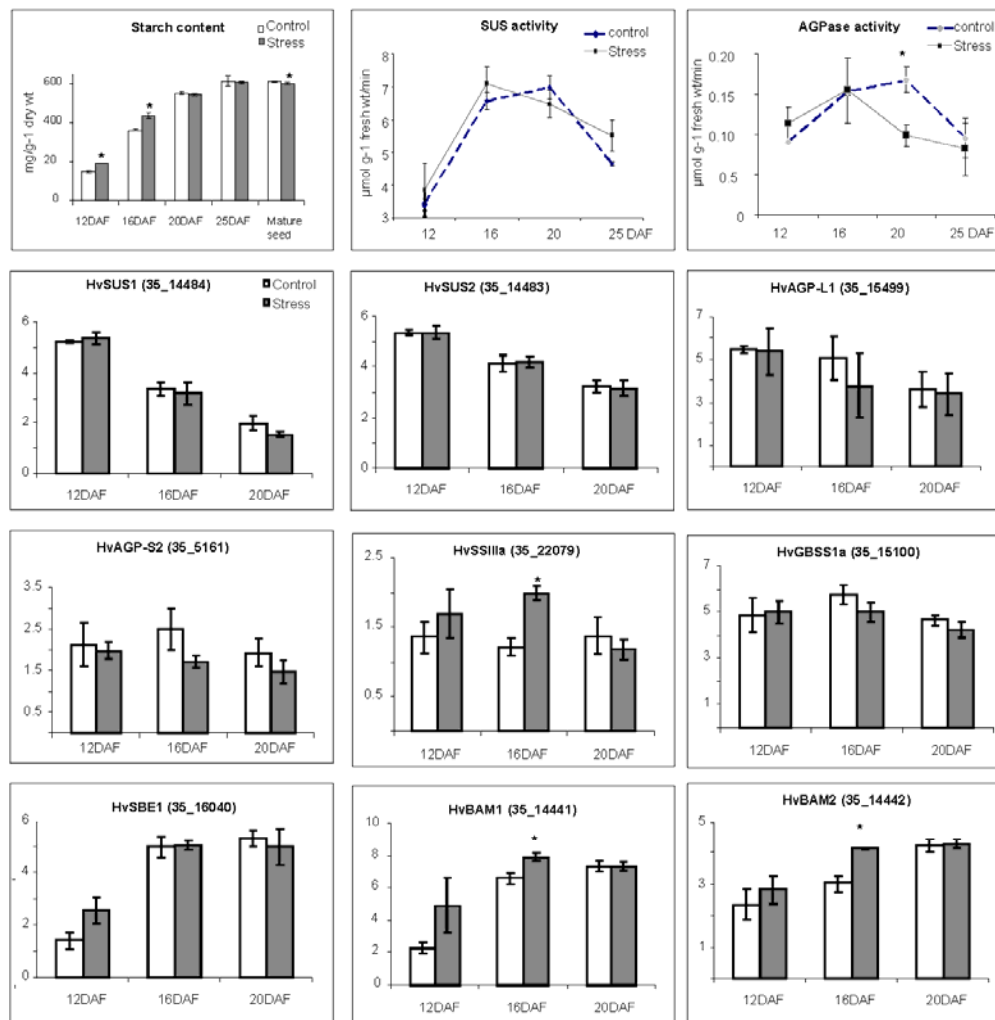 Starch content
Control
Stress
mg/g-1 dry wt
600
400
20
0
*
*
*
12DAF 16DAF 20DAF 25DAF Mature seed
SUS activity
control
Stress
µmol g-1 fresh wt/min
8
7
6
5
4
3
12 16 20 25 DAF
AGPase activity
control
Stress
*
µmol g-1 fresh wt/min
0.20
0.15
0.10
0.50
0
12 16 20 25 DAF
HvSUS1 (35_14484)
Control
Stress
6
4
2
0
12DAF 16DAF 20DAF
HvSUS2 (35_14483)
6
4
2
0
12DAF 16DAF 20DAF
HvAGP-L1 (35_15499)
7
5
3
1
12DAF 16DAF 20DAF
HvAGP-S2 (35_5161)
3.5
2.5
1.5
0.5
12DAF 16DAF 20DAF
HvSSIIIa (35_22079)
2.5
1.5
0.5
*
12DAF 16DAF 20DAF
HvGBSS1a (35_15100)
7
5
4
1
12DAF 16DAF 20DAF
HvSBE1 (35_16040)
6
4
2
0
12DAF 16DAF 20DAF
HvBAM1 (35_14441)
10
8
6
4
2
0
*
12DAF 16DAF 20DAF
HvBAM2 (35_14442)
5
3
1
*
12DAF 16DAF 20DAF